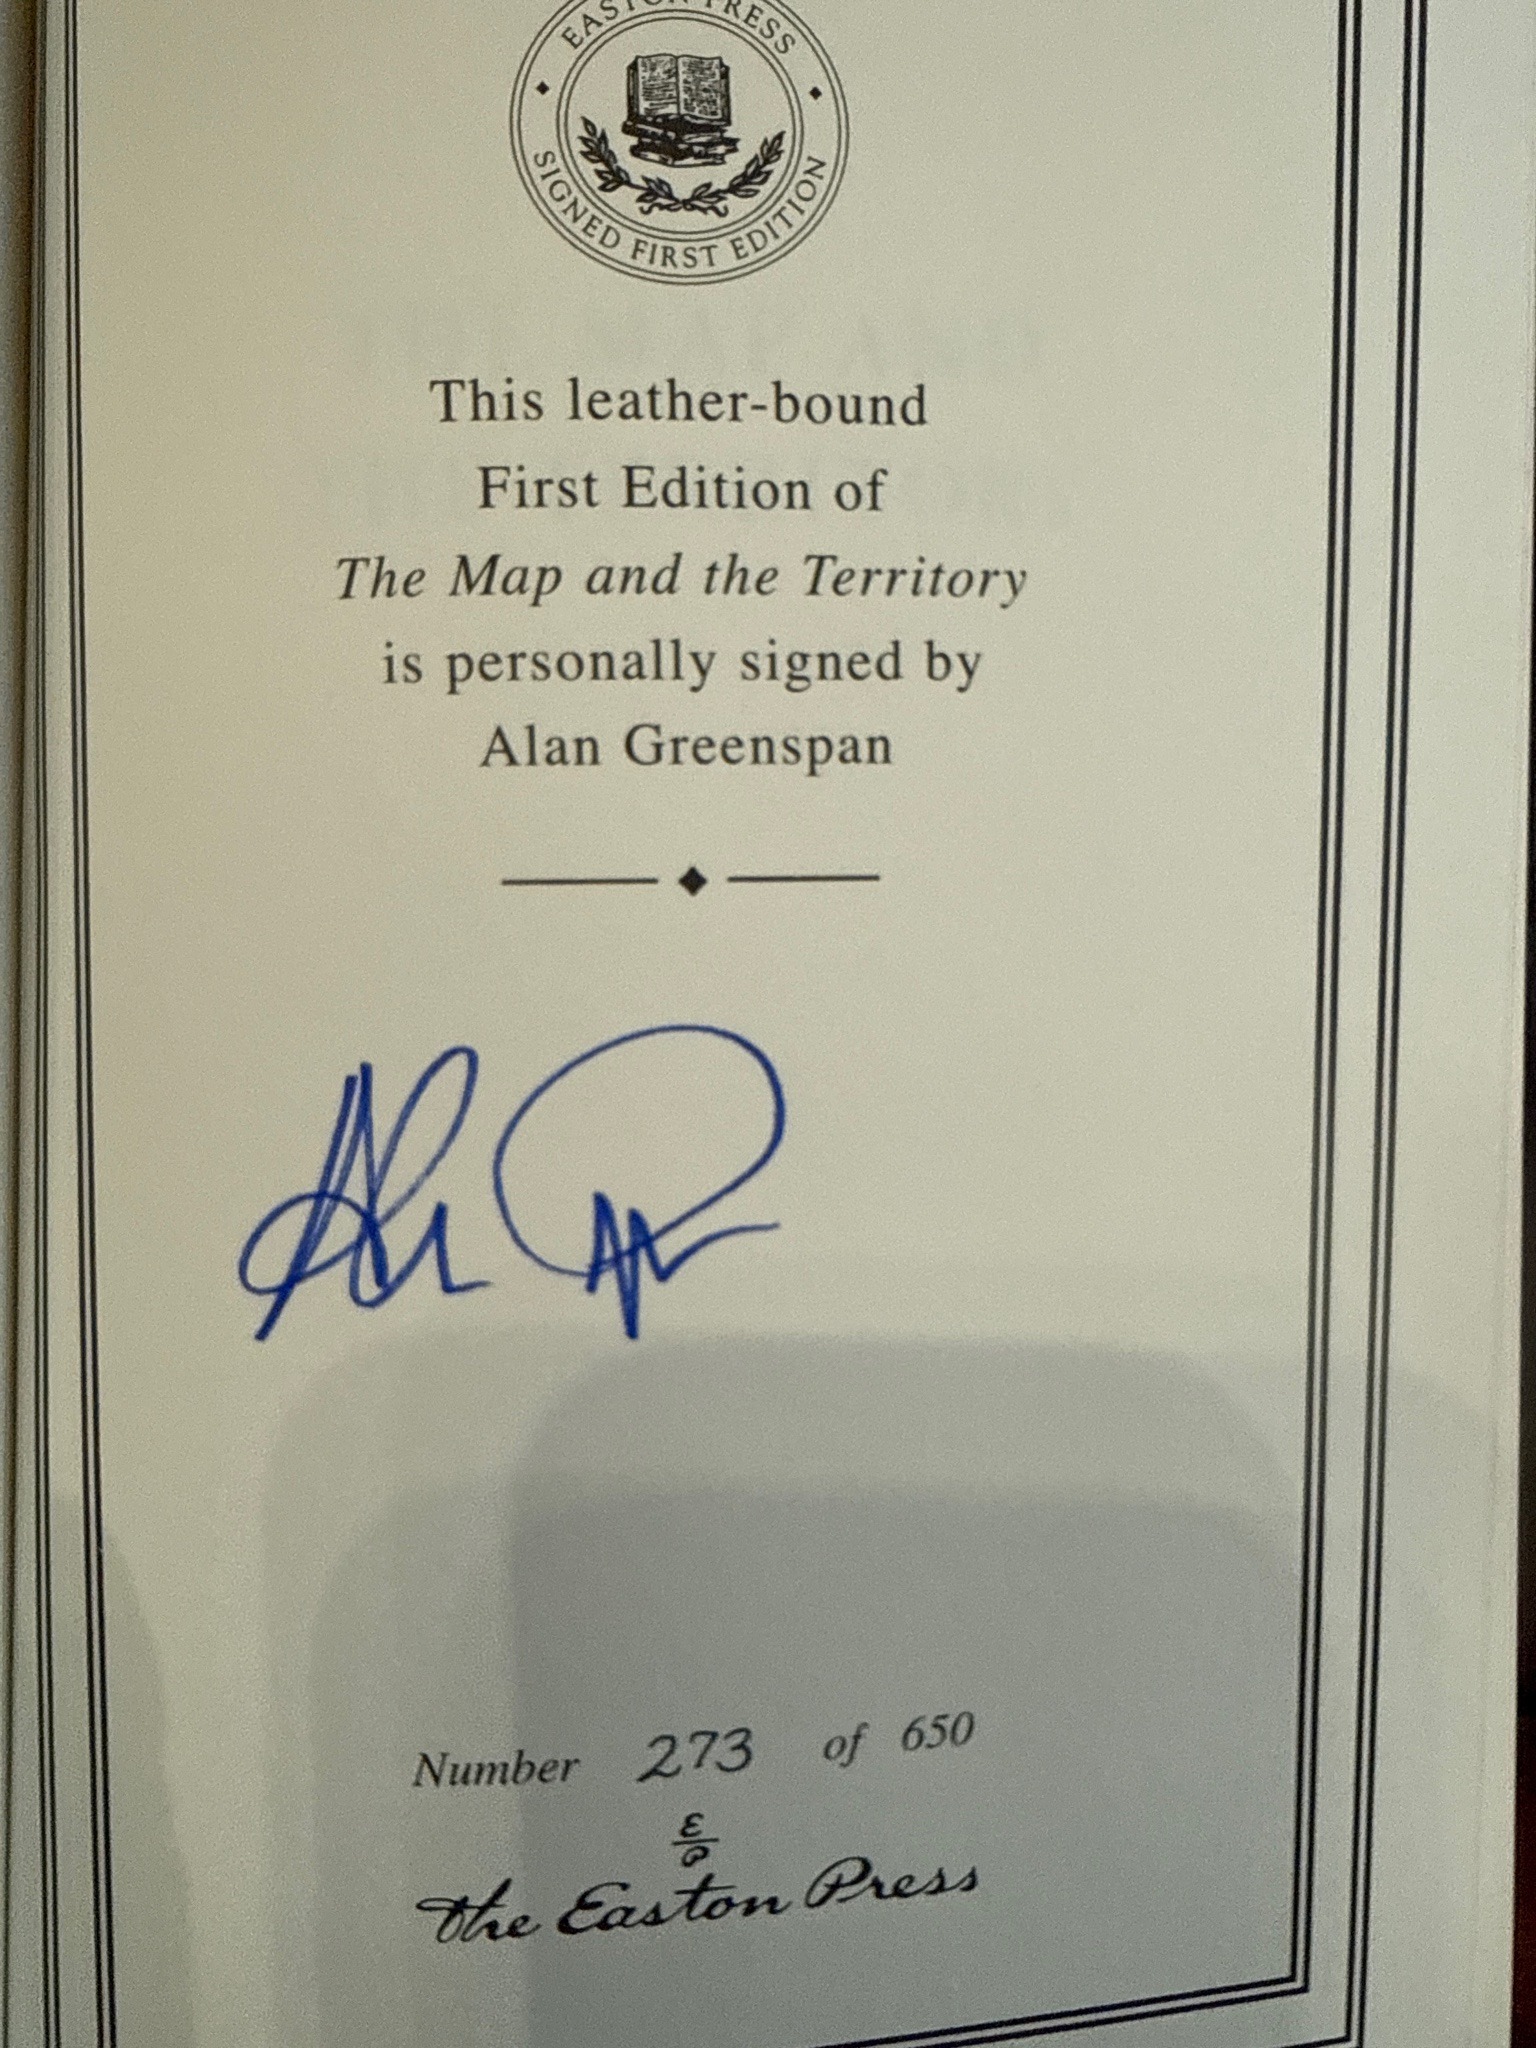 EASTON PRESS
SIGNED FIRST EDITION
This leather-bound
First Edition of
The Map and the Territory
is personally signed by
Alan Greenspan
Number 273 of 650
E
P
The Easton Press